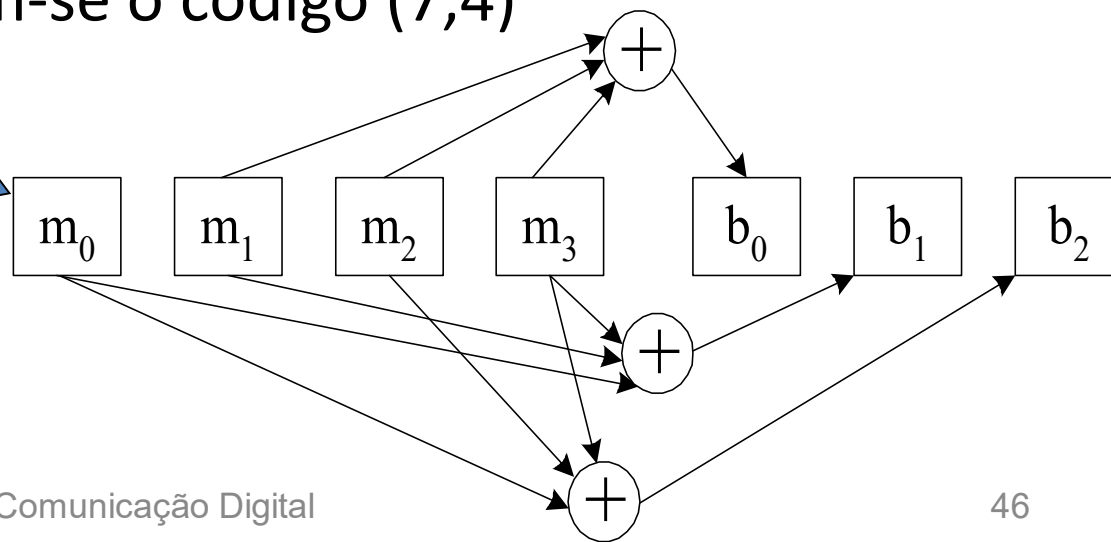 -se o código (7,4)
+
m₀ m₁ m₂ m₃ b₀ b₁ b₂
+
+
Comunicação Digital 46